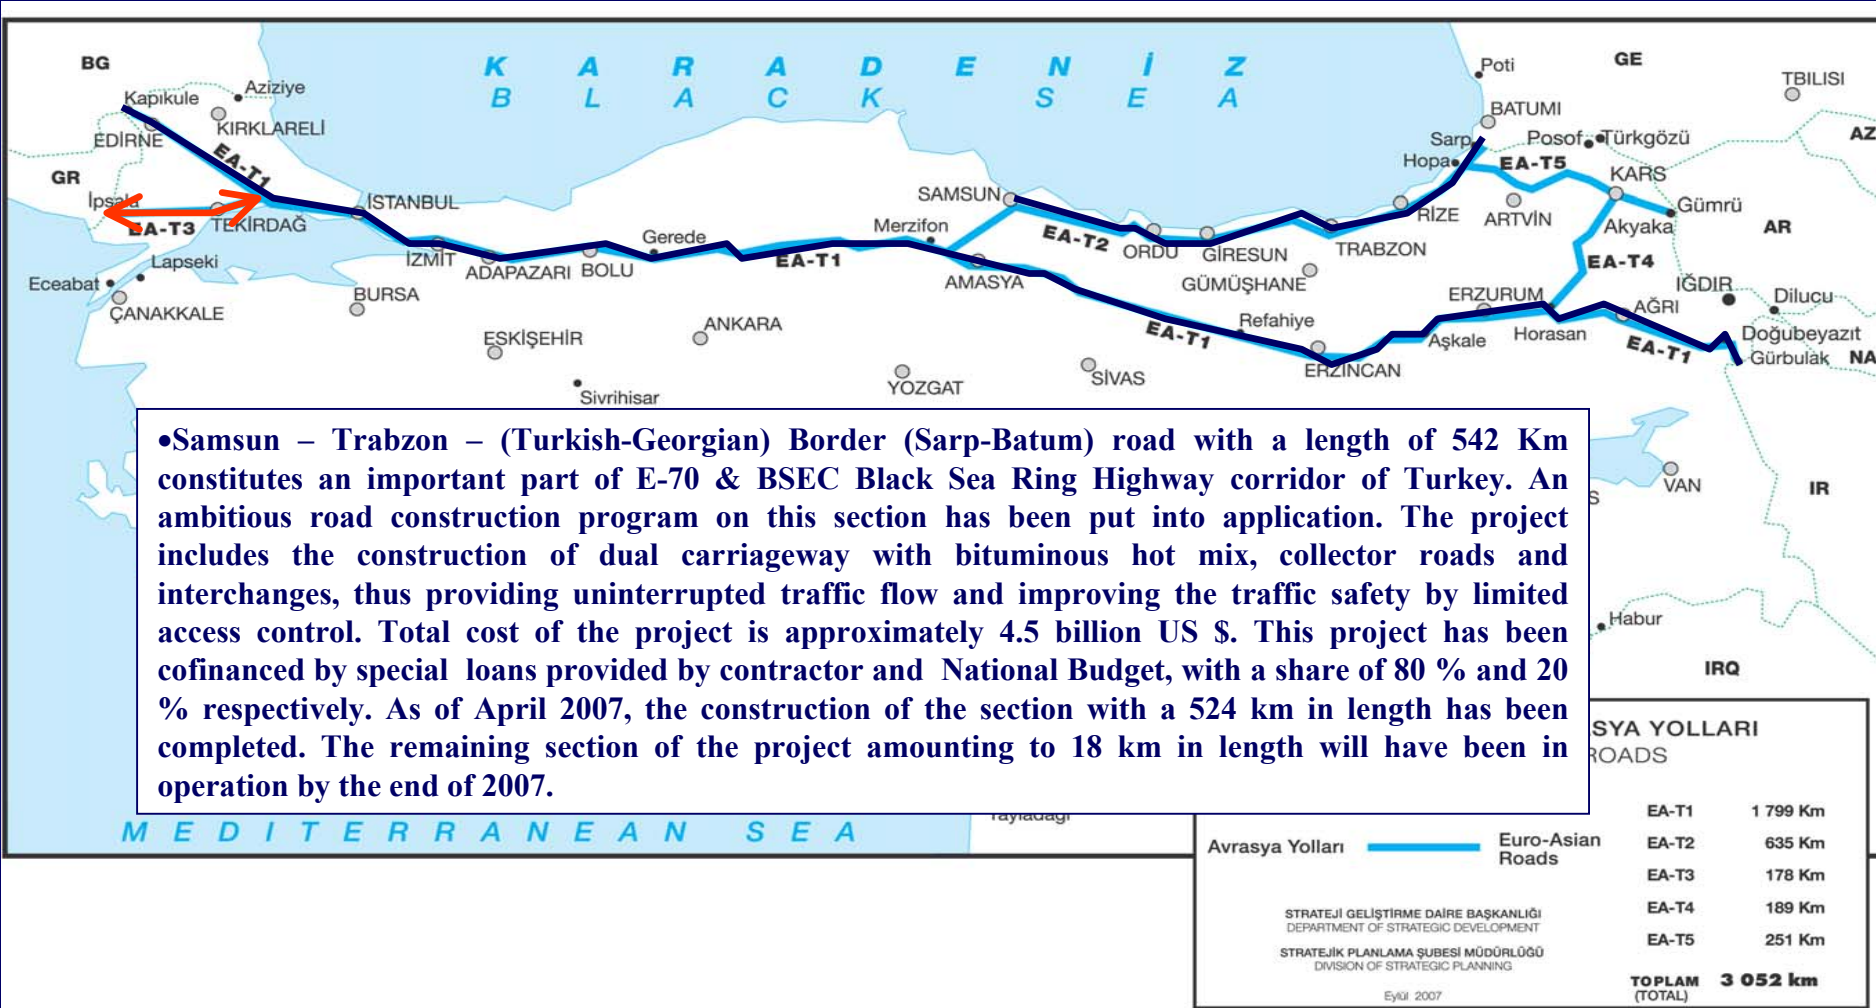 BG
Kapıkule
Aziziye
KIRKLARELİ
EDİRNE
EA-T1
GR
İpsala
EA-T3
TEKİRDAĞ
İSTANBUL
Eceabat
Lapseki
ÇANAKKALE
BURSA
İZMİT
ADAPAZARI
BOLU
Gerede
EA-T1
ESKİŞEHİR
ANKARA
Sivrihisar
YOZGAT
SİVAS
K A R A D E N İ Z
B L A C K S E A
Merzifon
SAMSUN
AMASYA
EA-T2
ORDU
GİRESUN
GÜMÜŞHANE
TRABZON
RİZE
EA-T1
Refahiye
ERZİNCAN
Aşkale
ERZURUM
Horasan
Poti
BATUMI
Sarp
Hopa
GE
TBILISI
Posof
Türkgözü
EA-T5
KARS
ARTVİN
Akyaka
Gümrü
AZ
AR
EA-T4
IĞDIR
AĞRI
Dilucu
EA-T1
Doğubeyazıt
Gürbulak
NA
VAN
S
IR
Habur
IRQ
•Samsun – Trabzon – (Turkish-Georgian) Border (Sarp-Batum) road with a length of 542 Km
constitutes an important part of E-70 & BSEC Black Sea Ring Highway corridor of Turkey. An
ambitious road construction program on this section has been put into application. The project
includes the construction of dual carriageway with bituminous hot mix, collector roads and
interchanges, thus providing uninterrupted traffic flow and improving the traffic safety by limited
access control. Total cost of the project is approximately 4.5 billion US $. This project has been
cofinanced by special loans provided by contractor and National Budget, with a share of 80 % and 20
% respectively. As of April 2007, the construction of the section with a 524 km in length has been
completed. The remaining section of the project amounting to 18 km in length will have been in
operation by the end of 2007.
Yayladağı
M E D I T E R R A N E A N S E A
SYA YOLLARI
ROADS
Avrasya Yolları
Euro-Asian
Roads
EA-T1 1 799 Km
EA-T2 635 Km
EA-T3 178 Km
EA-T4 189 Km
EA-T5 251 Km
TOPLAM 3 052 km
(TOTAL)
STRATEJİ GELİŞTİRME DAİRE BAŞKANLIĞI
DEPARTMENT OF STRATEGIC DEVELOPMENT
STRATEJİK PLANLAMA ŞUBESİ MÜDÜRLÜĞÜ
DIVISION OF STRATEGIC PLANNING
Eylül 2007